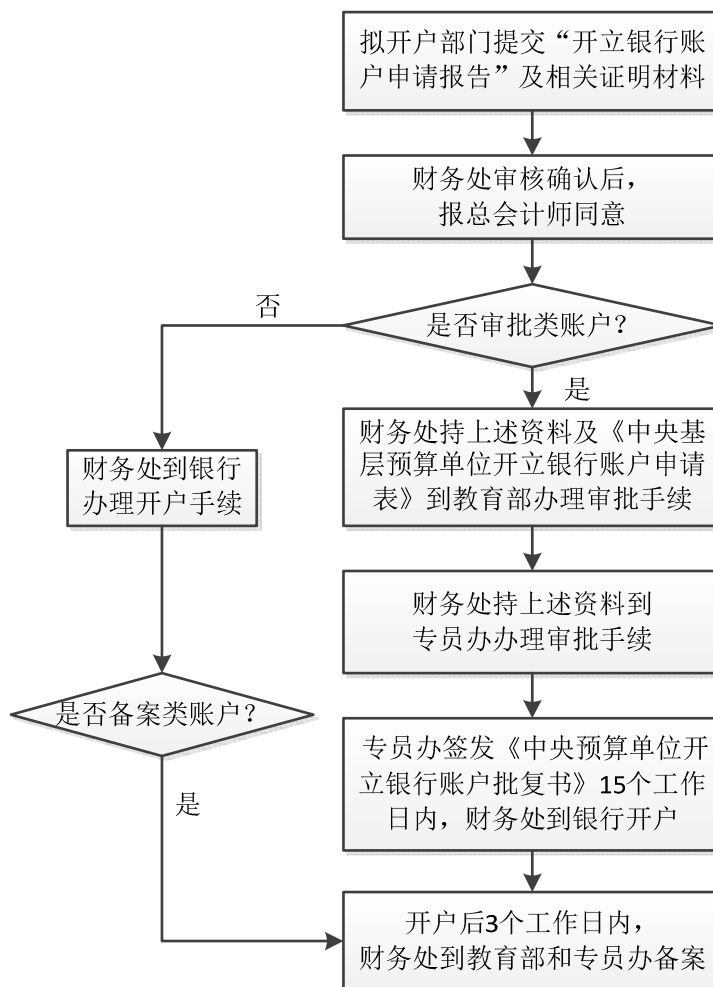 拟开户部门提交“开立银行账
户申请报告”及相关证明材料
财务处审核确认后，
报总会计师同意
否
是否审批类账户？
是
财务处到银行
办理开户手续
财务处持上述资料及《中央基
层预算单位开立银行账户申请
表》到教育部办理审批手续
财务处持上述资料到
专员办办理审批手续
是否备案类账户？
专员办签发《中央预算单位开
立银行账户批复书》15个工作
日内，财务处到银行开户
是
开户后3个工作日内，
财务处到教育部和专员办备案